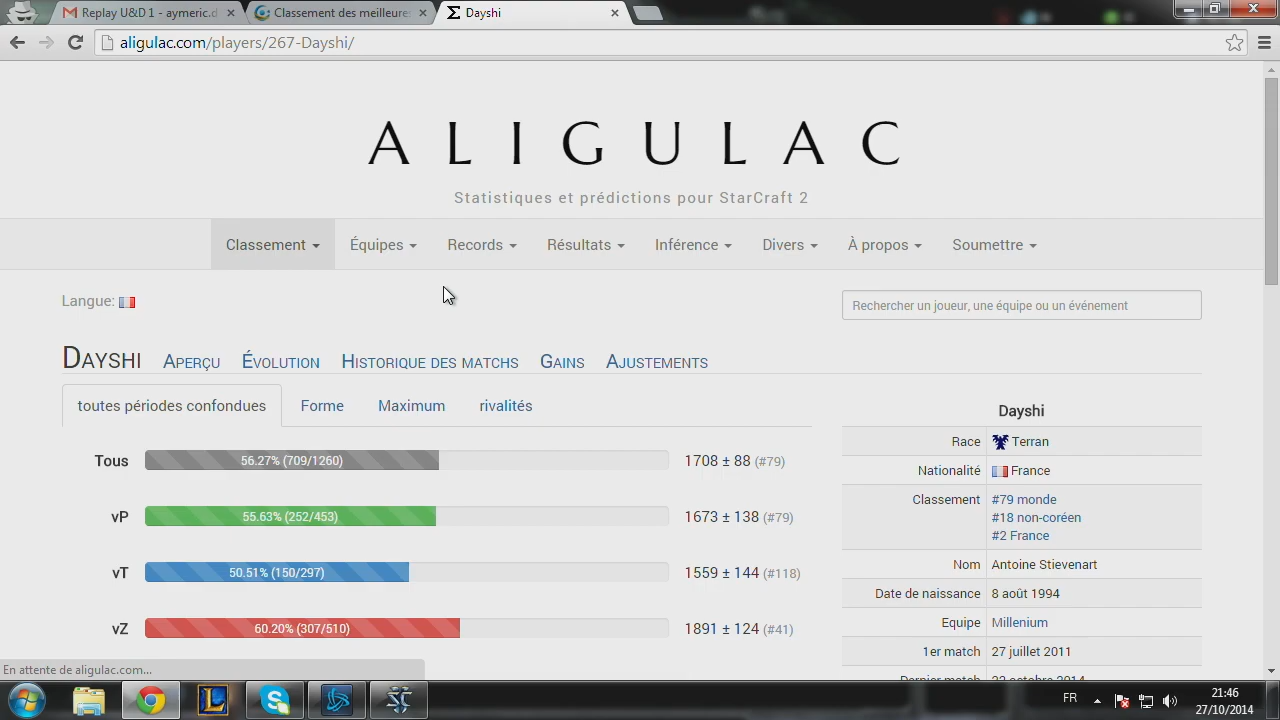 Replay U&D 1 - aymeric.d
Classement des meilleures
Dayshi
aligulac.com/players/267-Dayshi/
ALIGULAC
Statistiques et prédictions pour StarCraft 2
Classement
Équipes
Records
Résultats
Inférence
Divers
À propos
Soumettre
Langue:
Rechercher un joueur, une équipe ou un événement
Dayshi
Aperçu
Évolution
Historique des matchs
Gains
Ajustements
toutes périodes confondues
Forme
Maximum
rivalités
Tous 56.27% (709/1260) 1708 ± 88 (#79)
vP 55.63% (252/453) 1673 ± 138 (#79)
vT 50.51% (150/297) 1559 ± 144 (#118)
vZ 60.20% (307/510) 1891 ± 124 (#41)
Dayshi
Race Terran
Nationalité France
Classement #79 monde
#18 non-coréen
#2 France
Nom Antoine Stievenart
Date de naissance 8 août 1994
Equipe Millenium
1er match 27 juillet 2011
En attente de aligulac.com...
FR
21:46
27/10/2014